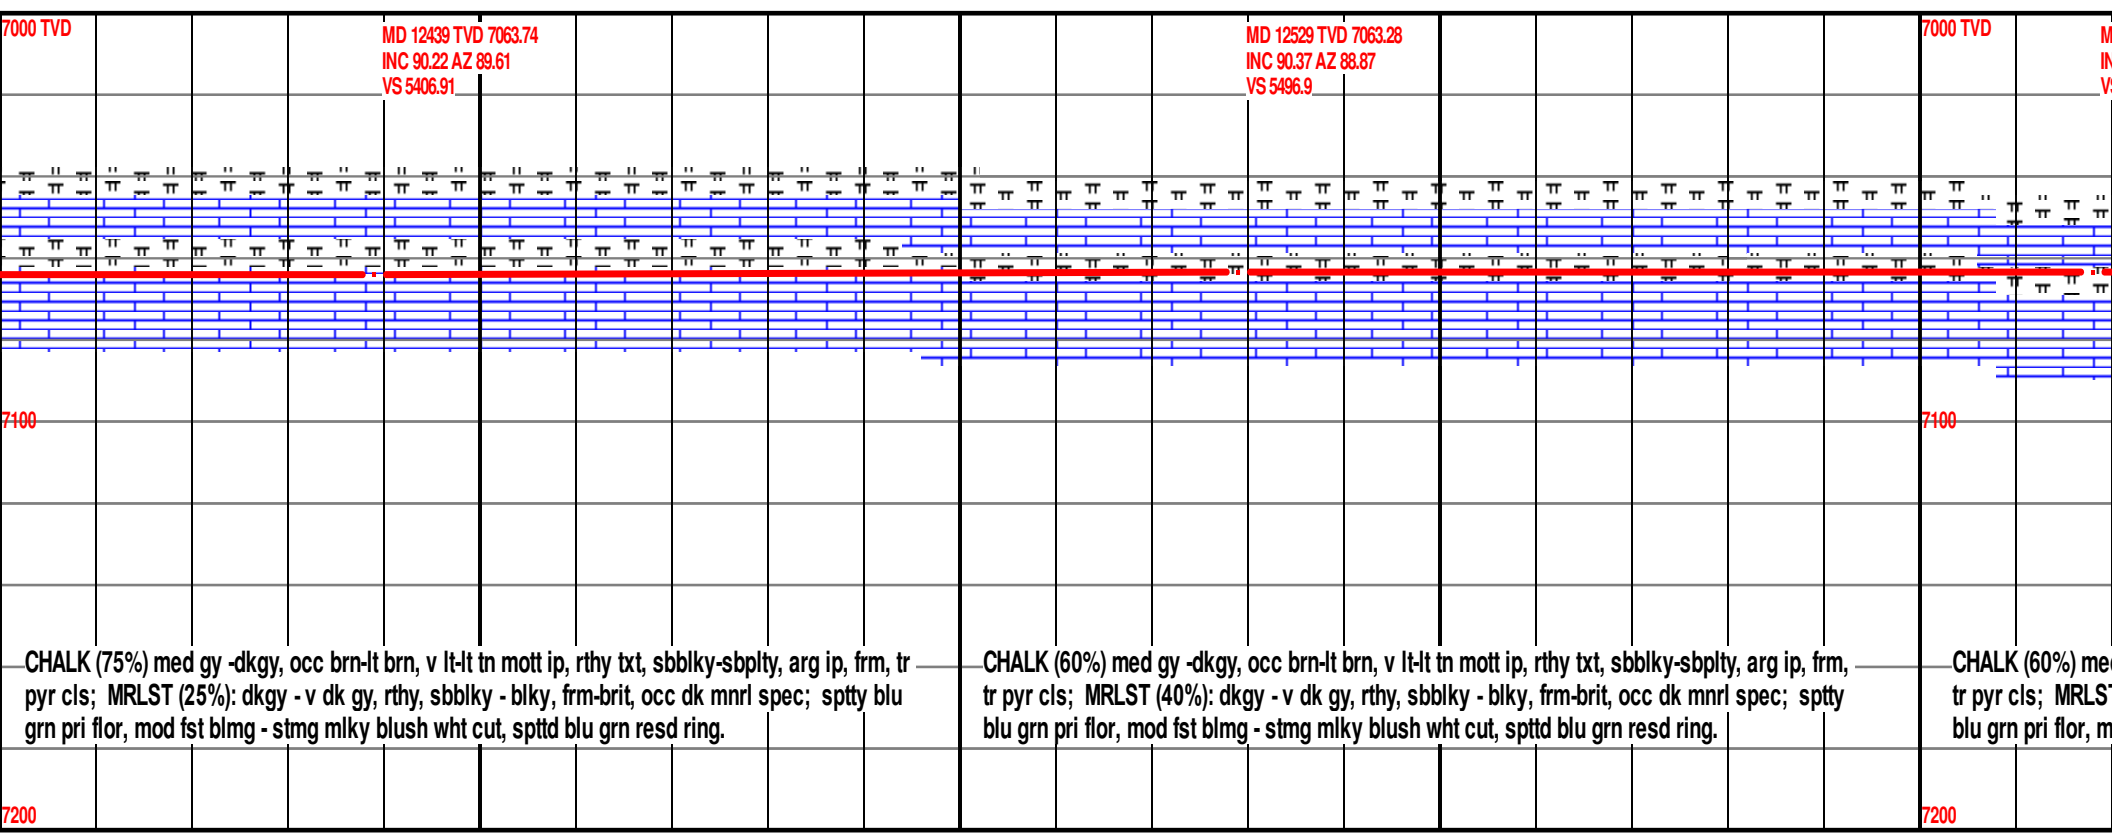 7000 TVD
MD 12439 TVD 7063.74
INC 90.22 AZ 89.61
VS 5406.91
MD 12529 TVD 7063.28
INC 90.37 AZ 88.87
VS 5496.9
7000 TVD
M
IN
VS
7100
7100
CHALK (75%) med gy -dkgy, occ brn-lt brn, v lt-lt tn mott ip, rthy txt, sbblky-sbplty, arg ip, frm, tr
pyr cls; MRLST (25%): dkgy - v dk gy, rthy, sbblky - blky, frm-brit, occ dk mnrl spec; sptty blu
grn pri flor, mod fst blmg - stmg mlky blush wht cut, spttd blu grn resd ring.
CHALK (60%) med gy -dkgy, occ brn-lt brn, v lt-lt tn mott ip, rthy txt, sbblky-sbplty, arg ip, frm,
tr pyr cls; MRLST (40%): dkgy - v dk gy, rthy, sbblky - blky, frm-brit, occ dk mnrl spec; sptty
blu grn pri flor, mod fst blmg - stmg mlky blush wht cut, spttd blu grn resd ring.
CHALK (60%) med
tr pyr cls; MRLST
blu grn pri flor, m
7200
7200